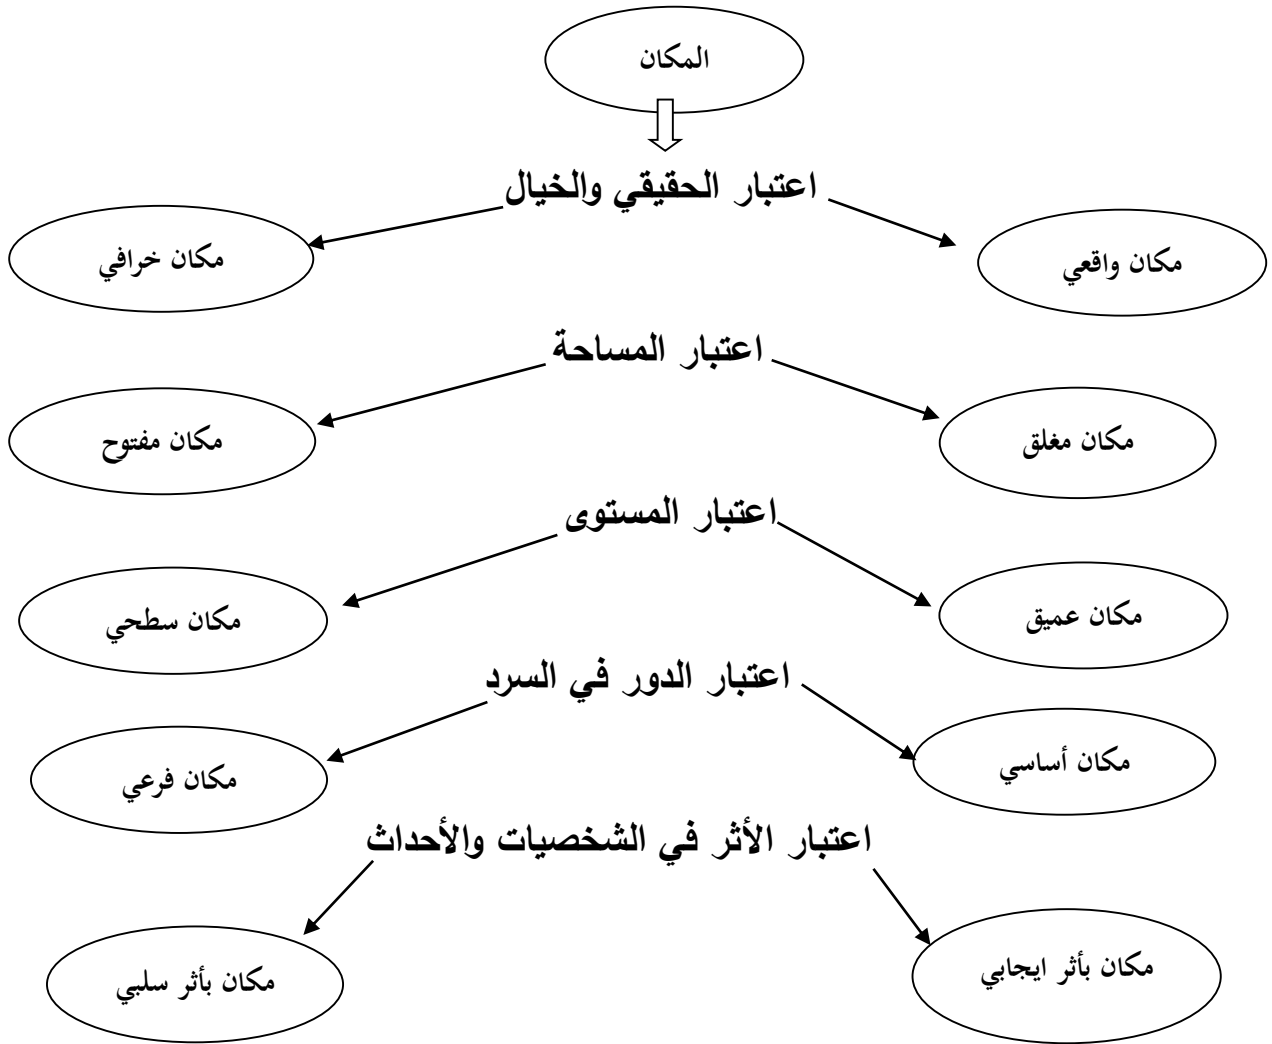 المكان
اعتبار الحقيقي والخيال
مكان واقعي
مكان خرافي
اعتبار المساحة
مكان مغلق
مكان مفتوح
اعتبار المستوى
مكان عميق
مكان سطحي
اعتبار الدور في السرد
مكان أساسي
مكان فرعي
اعتبار الأثر في الشخصيات والأحداث
مكان بأثر ايجابي
مكان بأثر سلبي